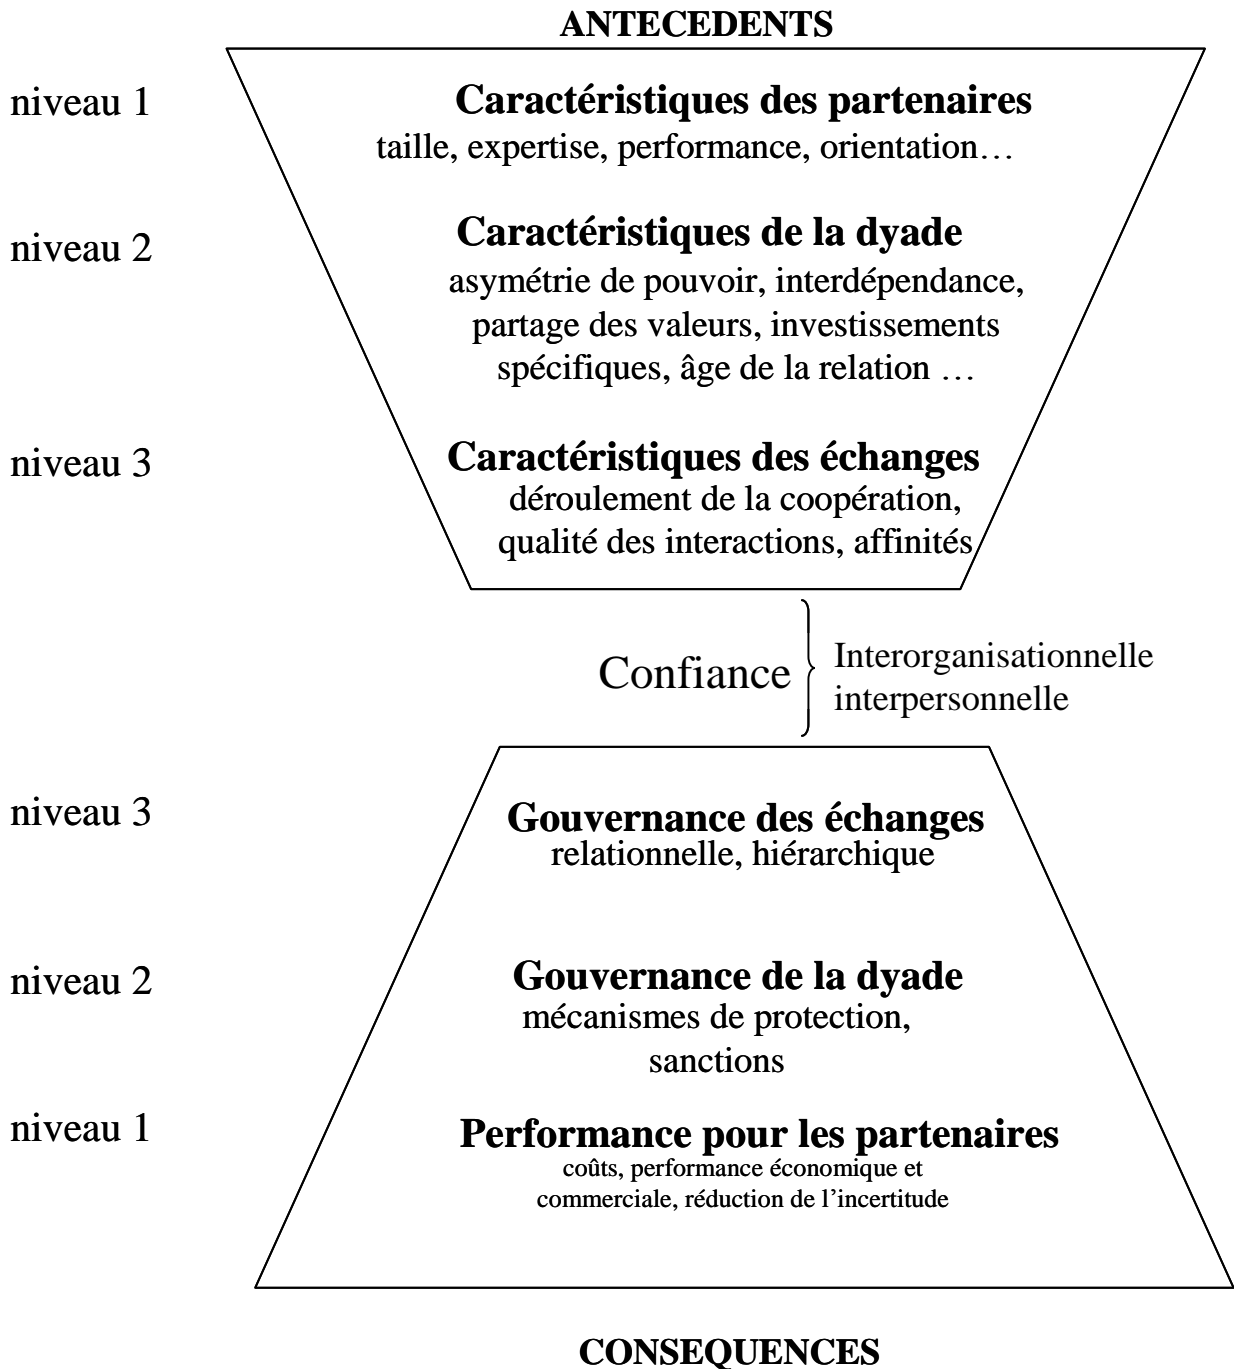 ANTECEDENTS
niveau 1
Caractéristiques des partenaires
taille, expertise, performance, orientation…
niveau 2
Caractéristiques de la dyade
asymétrie de pouvoir, interdépendance,
partage des valeurs, investissements
spécifiques, âge de la relation …
niveau 3
Caractéristiques des échanges
déroulement de la coopération,
qualité des interactions, affinités
Confiance
Interorganisationnelle
interpersonnelle
niveau 3
Gouvernance des échanges
relationnelle, hiérarchique
niveau 2
Gouvernance de la dyade
mécanismes de protection,
sanctions
niveau 1
Performance pour les partenaires
coûts, performance économique et
commerciale, réduction de l’incertitude
CONSEQUENCES